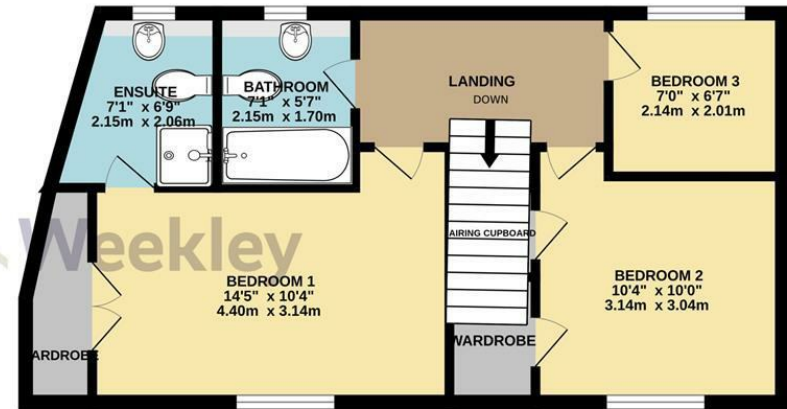 ENSUITE
7'1" x 6'9"
2.15m x 2.06m
BATHROOM
7'1" x 5'7"
2.15m x 1.70m
LANDING
DOWN
BEDROOM 3
7'0" x 6'7"
2.14m x 2.01m
Weekley
AIRING CUPBOARD
BEDROOM 1
14'5" x 10'4"
4.40m x 3.14m
BEDROOM 2
10'4" x 10'0"
3.14m x 3.04m
ARDROBE
WARDROBE